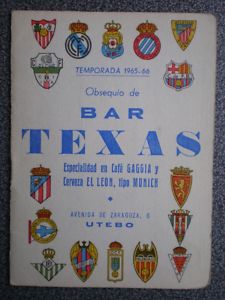 TEMPORADA 1965-66
Obsequio de
BAR
TEXAS
Especialidad en Café GAGGIA y
Cerveza EL LEON, tipo MUNICH
AVENIDA DE ZARAGOZA, 6
UTEBO